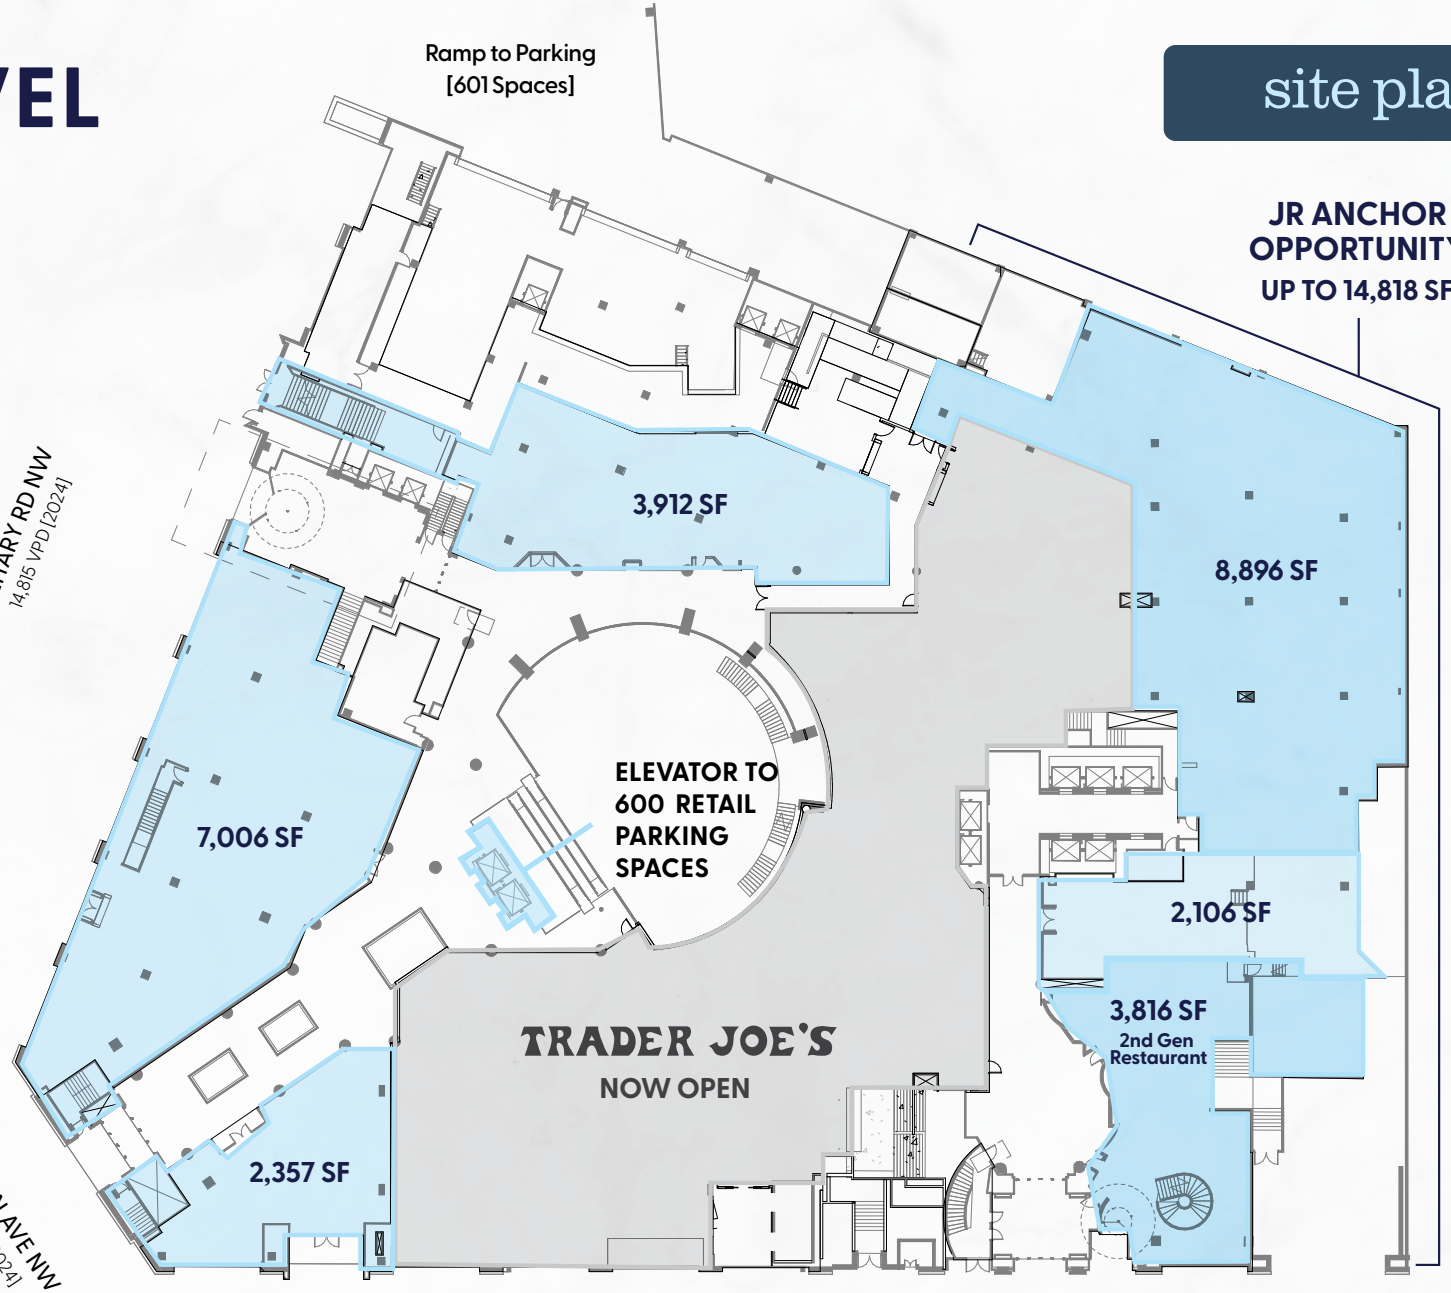 VEL
Ramp to Parking
[601 Spaces]
site pla
JR ANCHOR
OPPORTUNITY
UP TO 14,818 SF
TARY RD NW
14,815 VPD [2024]
3,912 SF
8,896 SF
7,006 SF
ELEVATOR TO
600 RETAIL
PARKING
SPACES
2,106 SF
3,816 SF
2nd Gen
Restaurant
TRADER JOE'S
NOW OPEN
2,357 SF
N AVE NW
2024]